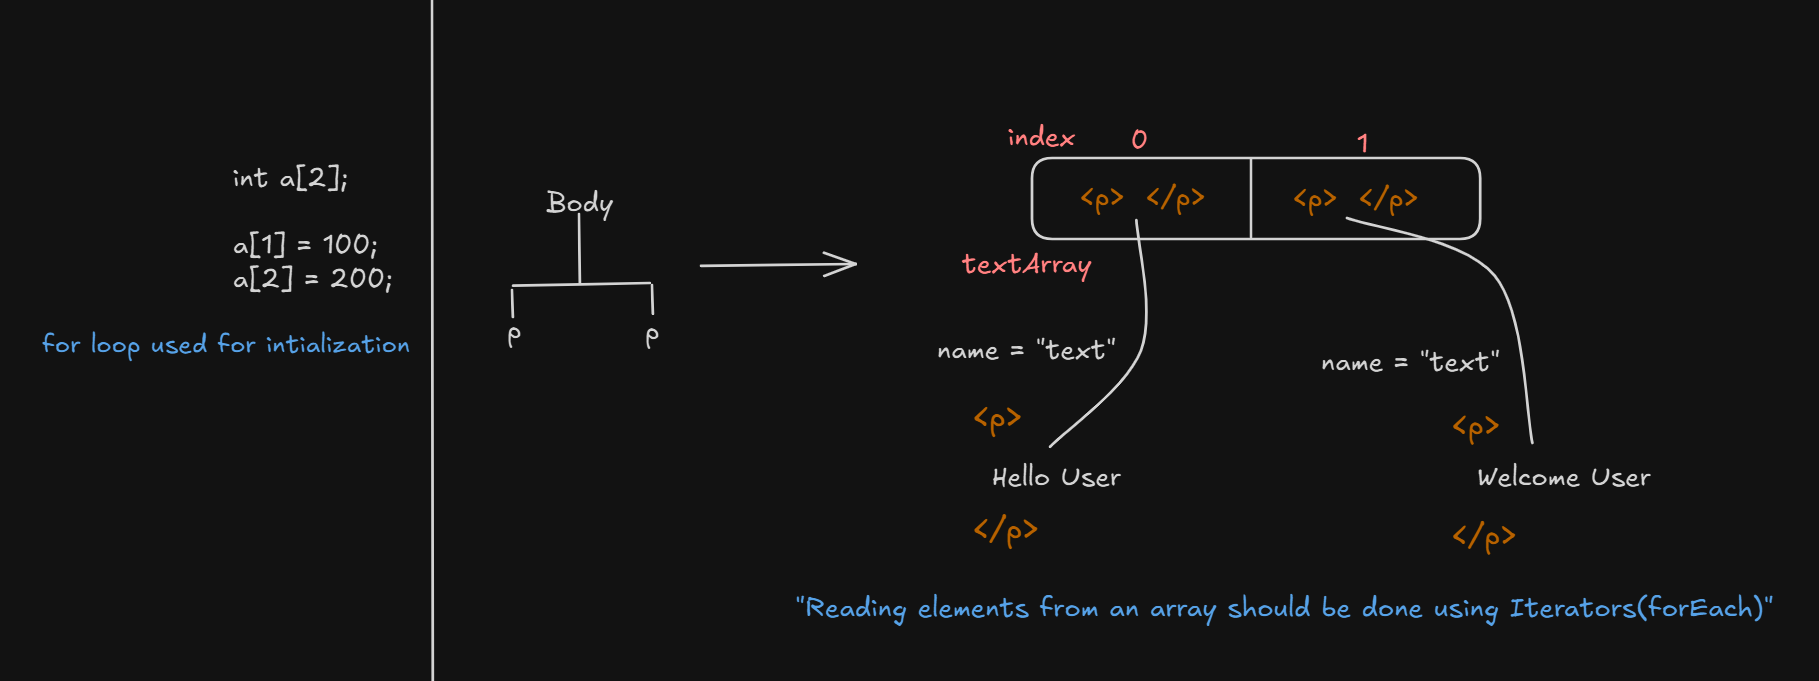 int a[2];
a[1] = 100;
a[2] = 200;
for loop used for intialization
Body
p p
index 0 1
<p> </p> <p> </p>
textArray
name = "text"
<p>
Hello User
</p>
name = "text"
<p>
Welcome User
</p>
"Reading elements from an array should be done using Iterators(forEach)"